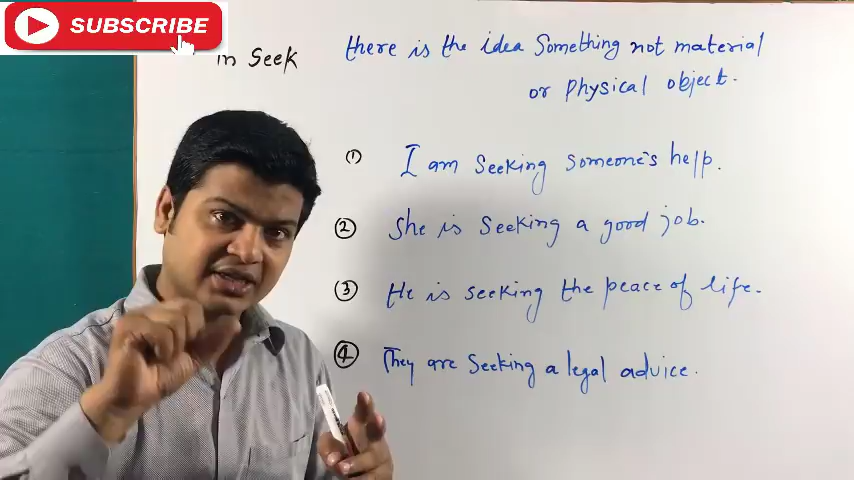 SUBSCRIBE
in Seek there is the idea Something not material
or physical object.
① I am seeking someone's help.
② She is seeking a good job.
③ He is seeking the peace of life.
④ They are seeking a legal advice.